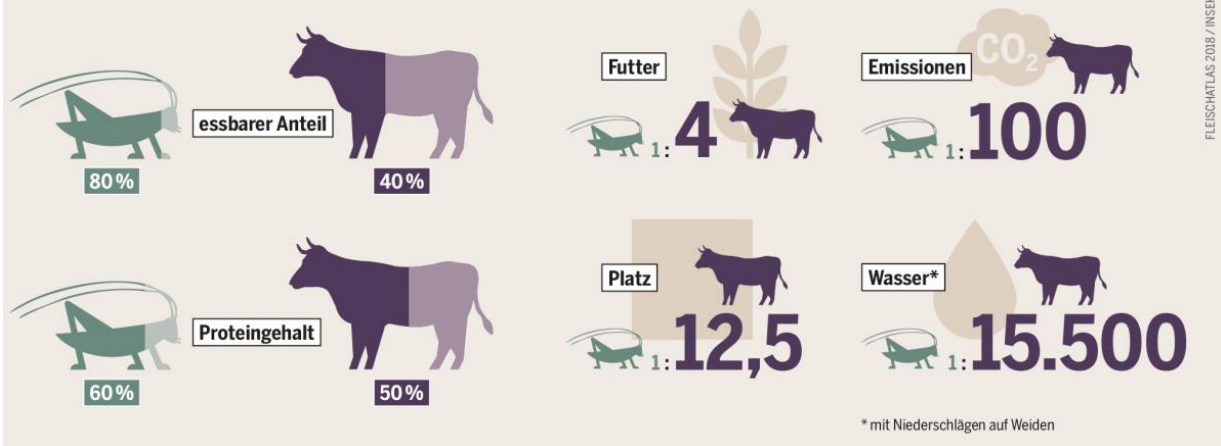 essbarer Anteil
80 %
40 %
Proteingehalt
60 %
50 %
Futter
1: 4
Emissionen
CO2
1: 100
Platz
1: 12,5
Wasser*
1: 15.500
* mit Niederschlägen auf Weiden
FLEISCHATLAS 2018 /